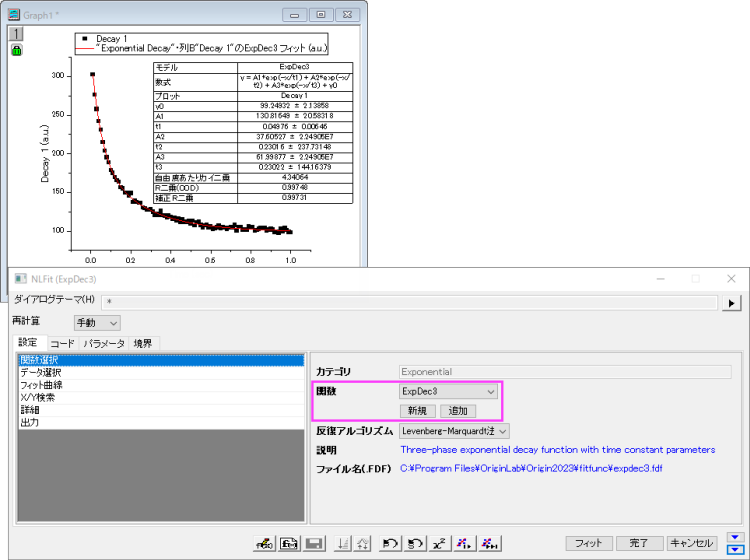 Graph1 *
1
Decay 1
"Exponential Decay"・列B"Decay 1"のExpDec3 フィット (a.u.)
モデル ExpDec3
数式 y = A1*exp(-x/t1) + A2*exp(-x/
t2) + A3*exp(-x/t3) + y0
プロット Decay 1
y0 99.24932 ± 2.13858
A1 130.81649 ± 20.58318
t1 0.04976 ± 0.00646
A2 37.60527 ± 2.24905E7
t2 0.23016 ± 237.73148
A3 61.99877 ± 2.24905E7
t3 0.23022 ± 144.16379
自由度あたりカイ二乗 4.34064
R二乗(COD) 0.99748
補正R二乗 0.99731
300
250
200
150
100
Decay 1 (a.u.)
0.0 0.2 0.4 0.6 0.8 1.0
NLFit (ExpDec3)
ダイアログテーマ(H) *
再計算 手動
設定 コード パラメータ 境界
関数選択
データ選択
フィット曲線
X/Y検索
詳細
出力
カテゴリ Exponential
関数 ExpDec3
新規 追加
反復アルゴリズム Levenberg-Marquardt法
説明 Three-phase exponential decay function with time constant parameters
ファイル名(.FDF) C:¥Program Files¥OriginLab¥Origin2023¥fitfunc¥expdec3.fdf
フィット 完了 キャンセル